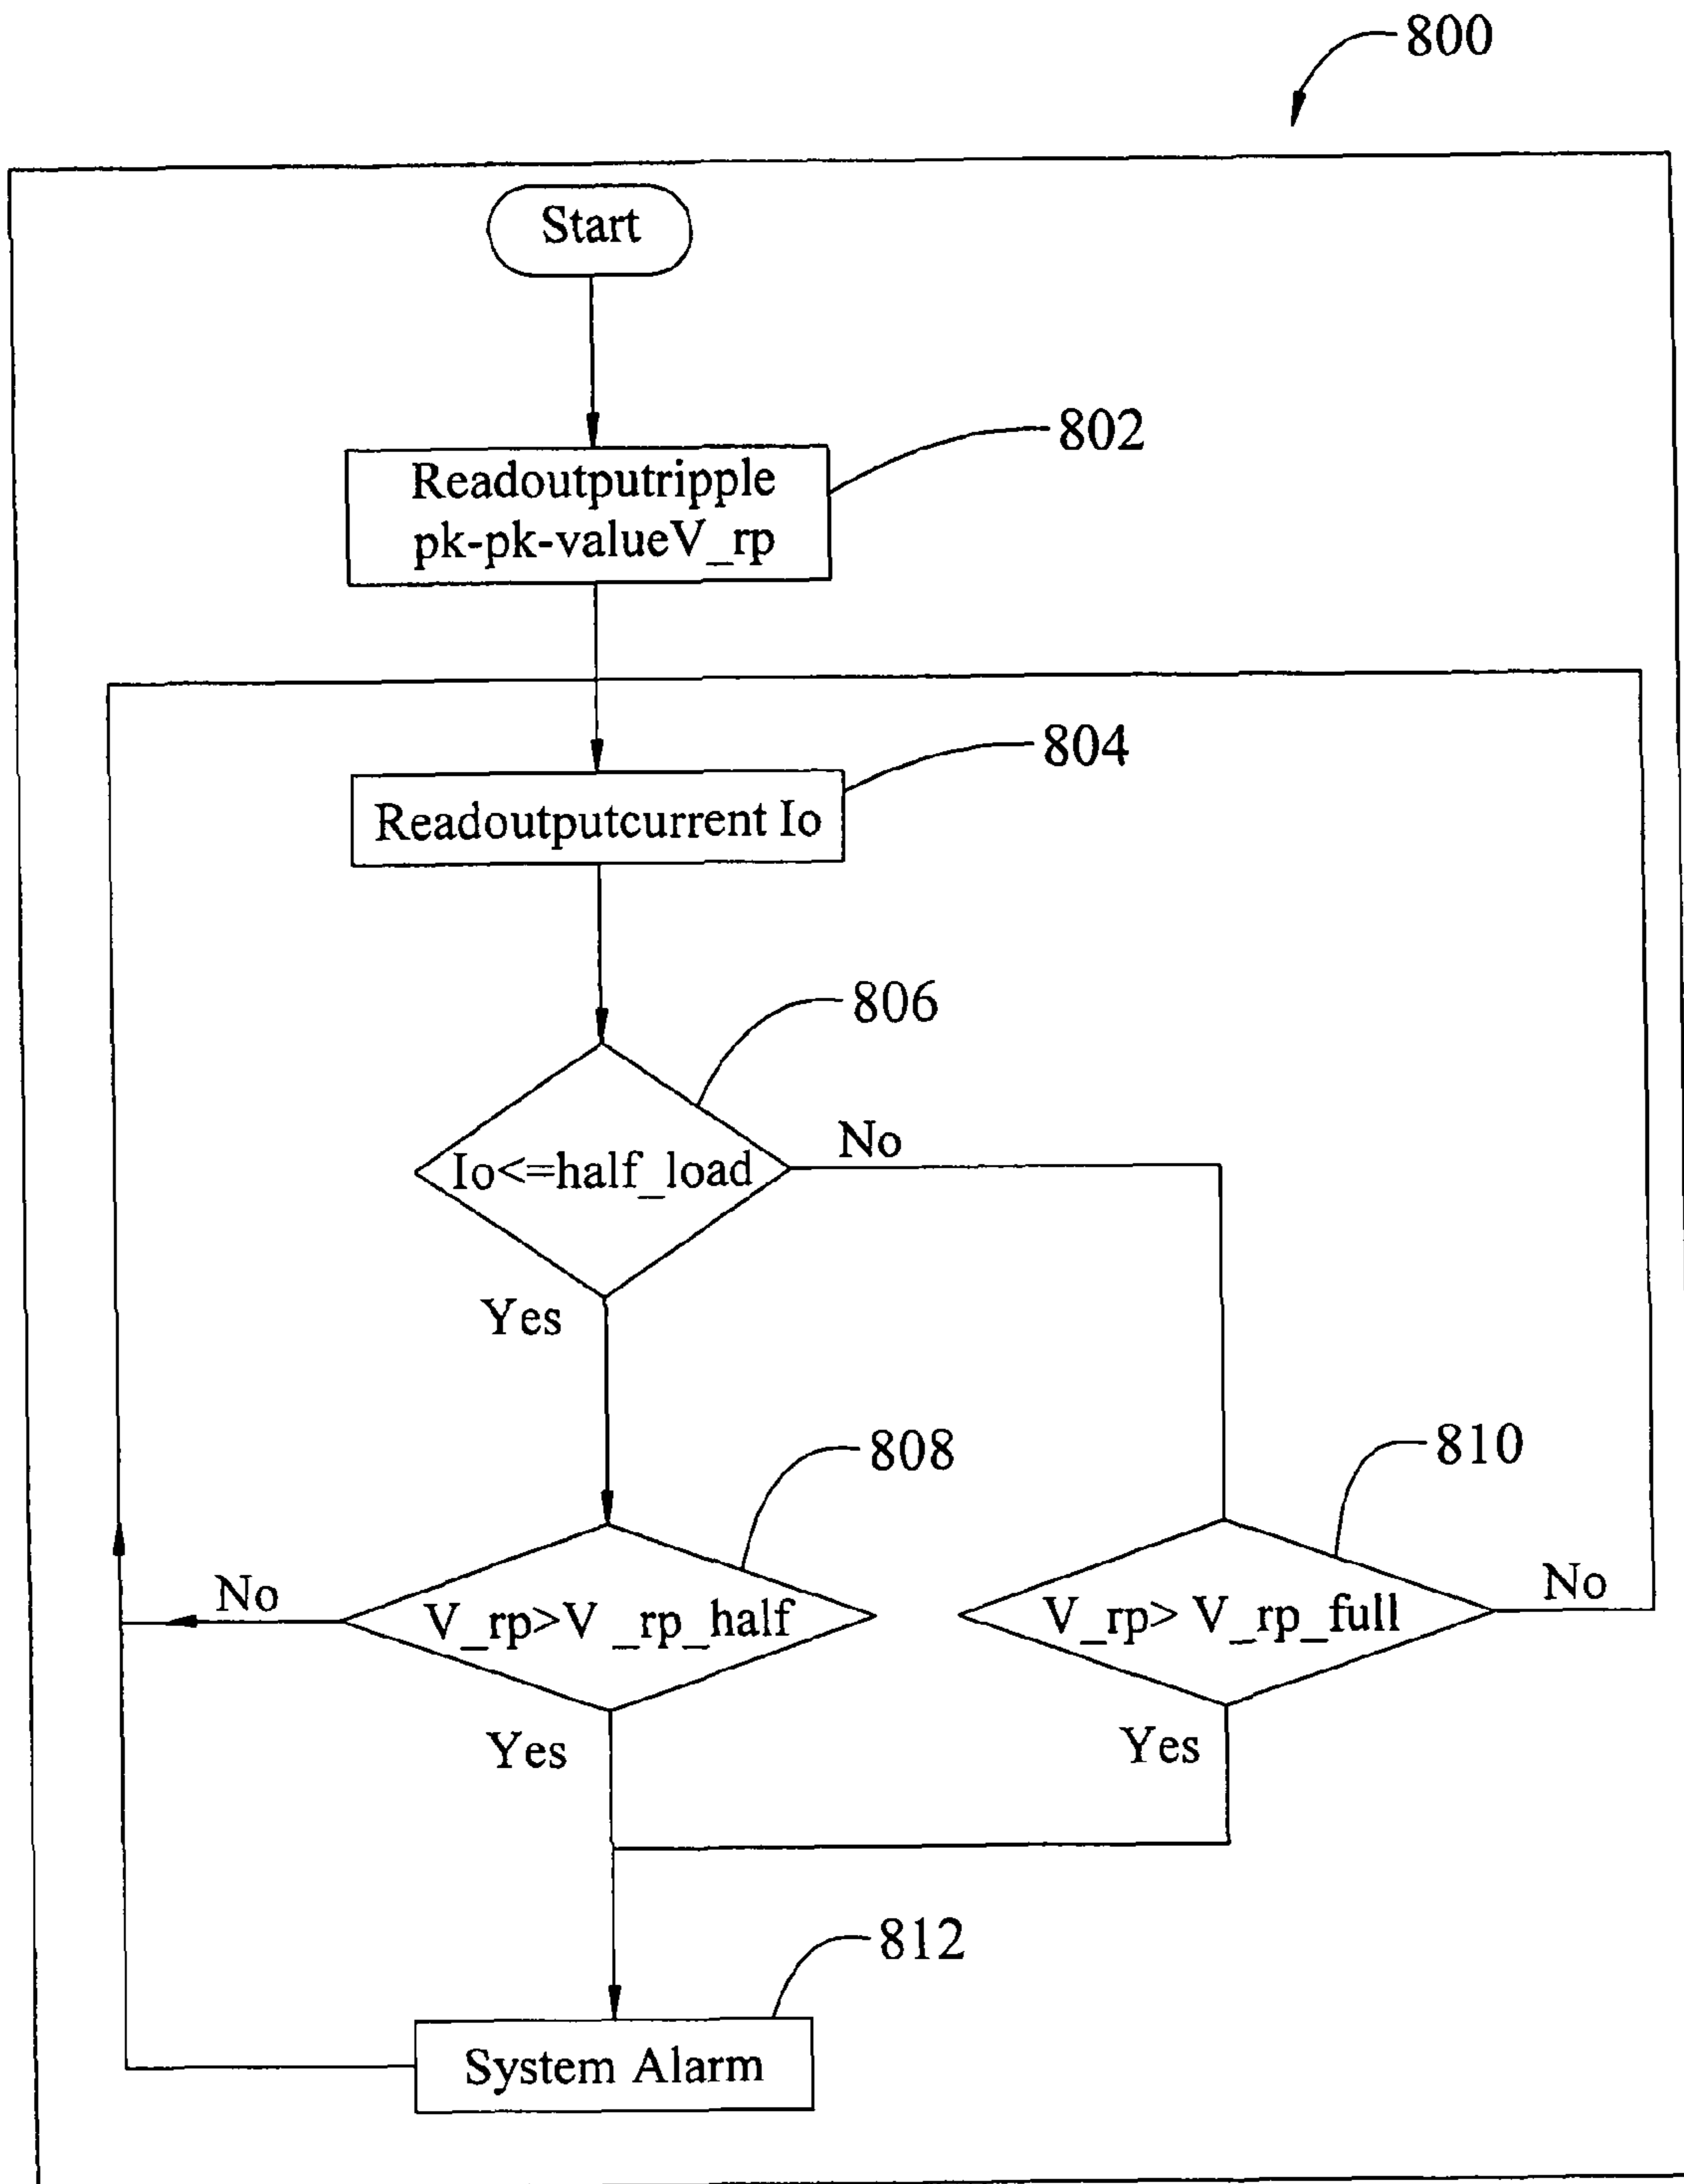 800
Start
802
Readoutputripple
pk-pk-valueV_rp
804
Readoutputcurrent Io
806
Io<=half_load
No
Yes
808
810
No
V_rp>V _rp_half
V_rp> V_rp_full
No
Yes
Yes
812
System Alarm